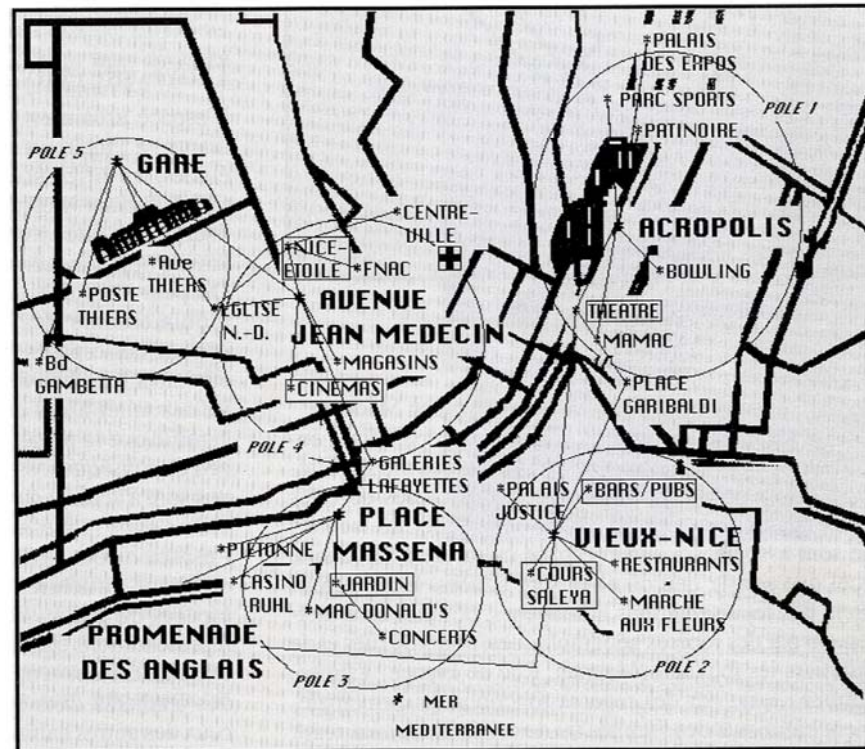 *PALAIS
DES EXPOS
* PARC SPORTS
POLE 1
*PATINOIRE
POLE 5
* GARE
*CENTRE-
VILLE
ACROPOLIS
*NICE-
ETOILE
*FNAC
*Aue
THIERS
*BOWLING
*POSTE
THIERS
*EGLISE
N.-D.
AVENUE
JEAN MEDECIN
THEATRE
*MAMAC
*Bd
GAMBETTA
*MAGASINS
*CINEMAS
*PLACE
GARIBALDI
POLE 4
*GALERIES
LAFAYETTES
*PALAIS
JUSTICE
*BARS/PUBS
* PLACE
MASSENA
VIEUX-NICE
*PIETONNE
*RESTAURANTS
*CASINO
RUHL
*JARDIN
*COURS
SALEYA
*MAC DONALD'S
*MARCHE
AUX FLEURS
*CONCERTS
PROMENADE
DES ANGLAIS
POLE 3
POLE 2
* MER
MEDITERRANEE